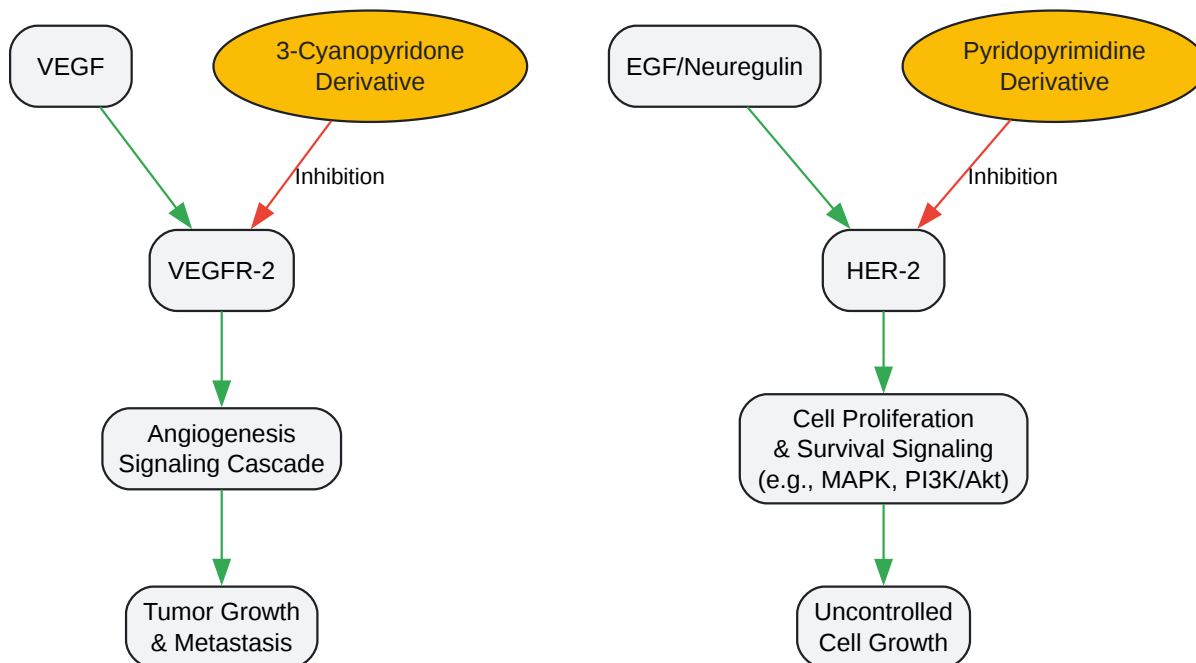 VEGF
3-Cyanopyridone
Derivative
Inhibition
VEGFR-2
Angiogenesis
Signaling Cascade
Tumor Growth
& Metastasis
EGF/Neuregulin
Pyridopyrimidine
Derivative
Inhibition
HER-2
Cell Proliferation
& Survival Signaling
(e.g., MAPK, PI3K/Akt)
Uncontrolled
Cell Growth